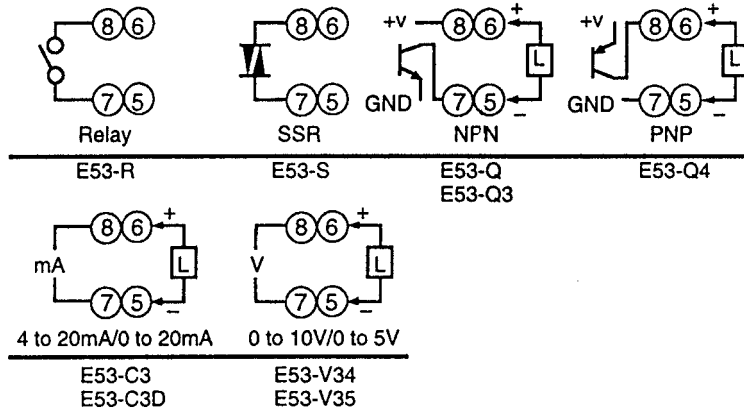 8 6
7 5
Relay
E53-R
8 6
7 5
SSR
E53-S
+v 8 6 +
L
GND 7 5 −
NPN
E53-Q
E53-Q3
+v 8 6 +
L
GND 7 5 −
PNP
E53-Q4
8 6 +
mA L
7 5 −
4 to 20mA/0 to 20mA
E53-C3
E53-C3D
8 6 +
V L
7 5 −
0 to 10V/0 to 5V
E53-V34
E53-V35